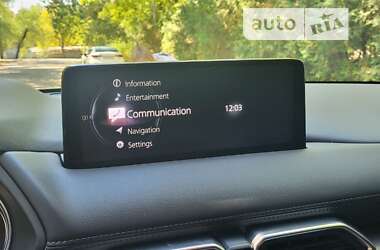 auto RIA
Information
Entertainment
Communication
12:03
Navigation
Settings